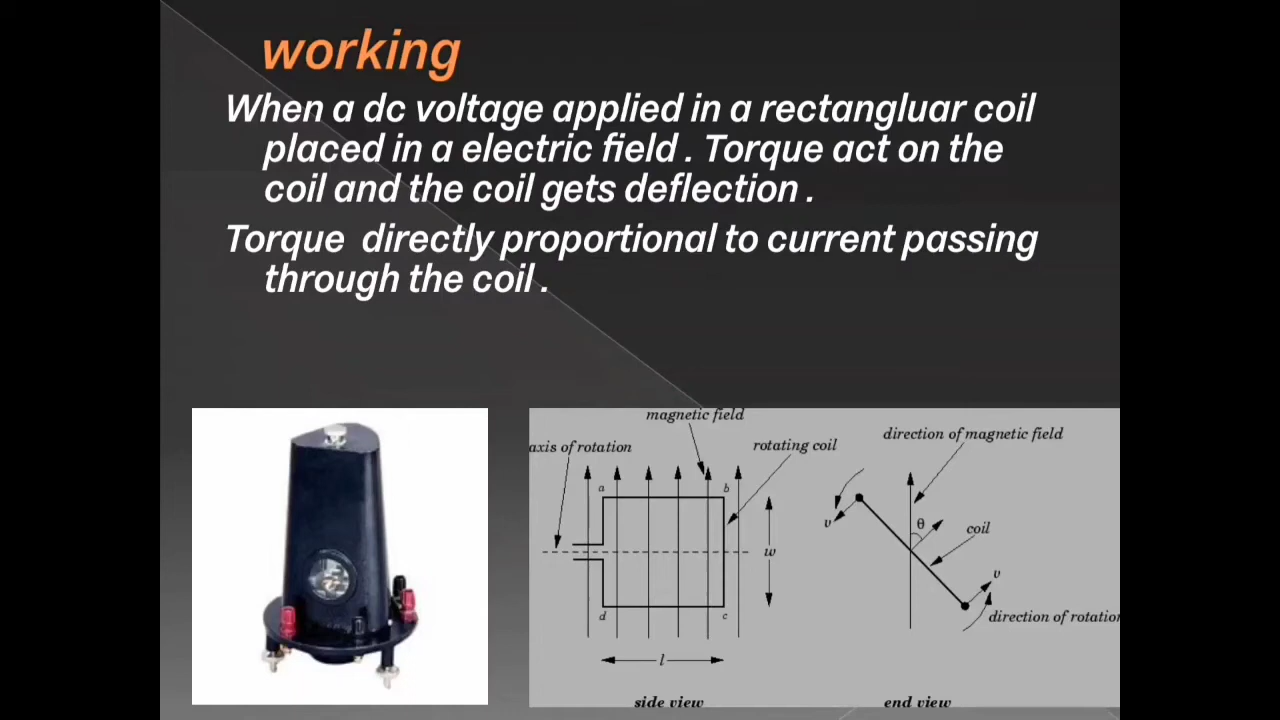 working
When a dc voltage applied in a rectangluar coil
placed in a electric field . Torque act on the
coil and the coil gets deflection .
Torque directly proportional to current passing
through the coil .
magnetic field
axis of rotation
rotating coil
a
b
w
d
c
l
side view
direction of magnetic field
v
θ
coil
v
direction of rotation
end view